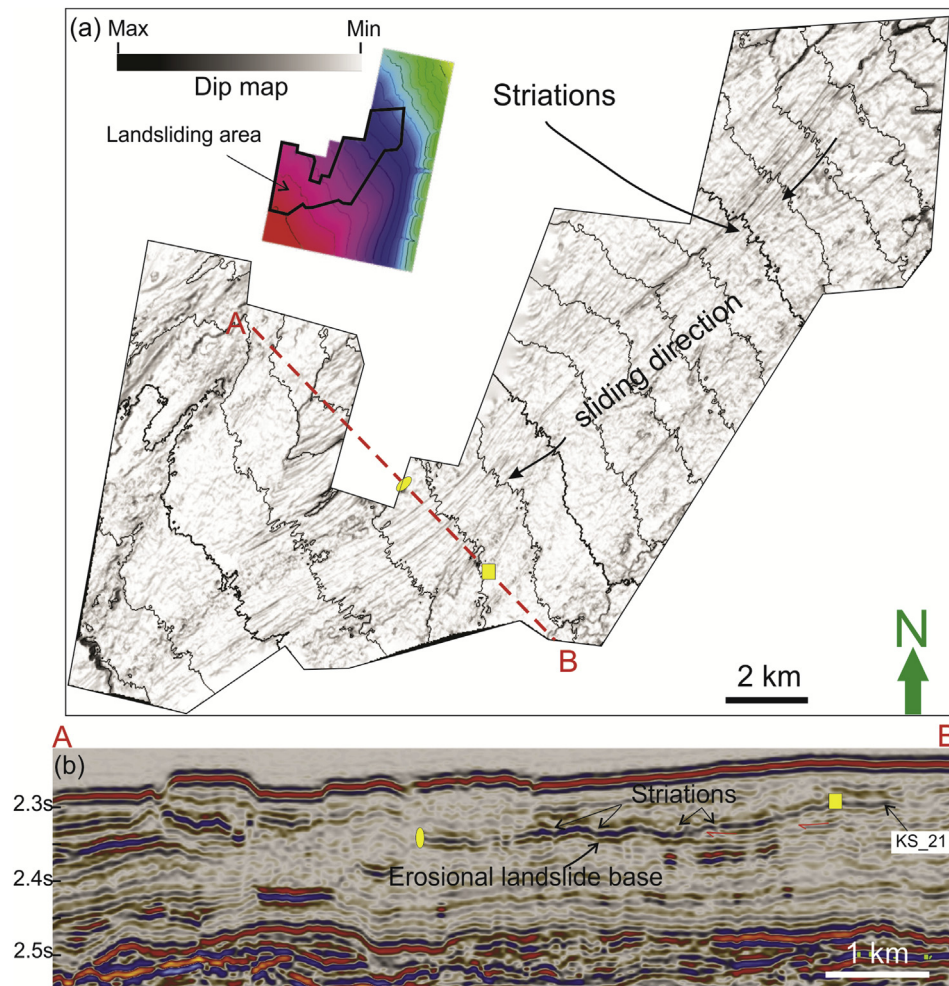 (a)
Max Min
Dip map
Landsliding area
Striations
sliding direction
A
B
N
2 km
A
(b)
2.3s
2.4s
2.5s
Striations
Erosional landslide base
KS_21
1 km